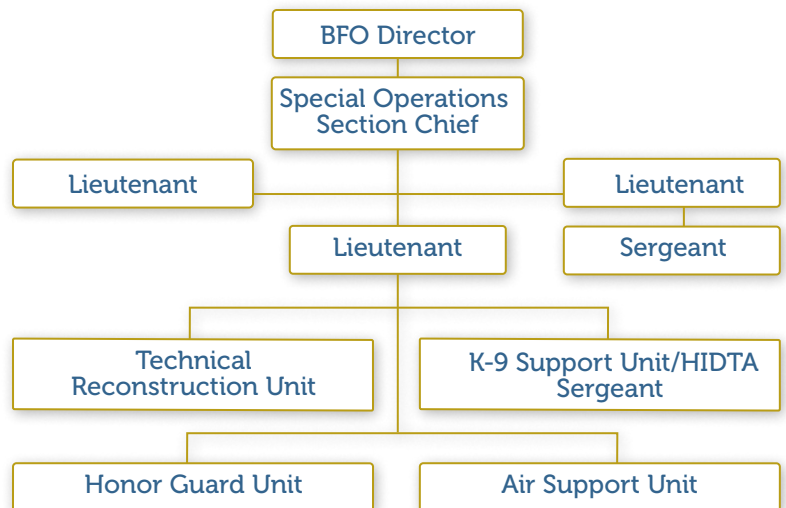 BFO Director
Special Operations
Section Chief
Lieutenant
Lieutenant
Lieutenant
Sergeant
Technical
Reconstruction Unit
K-9 Support Unit/HIDTA
Sergeant
Honor Guard Unit
Air Support Unit